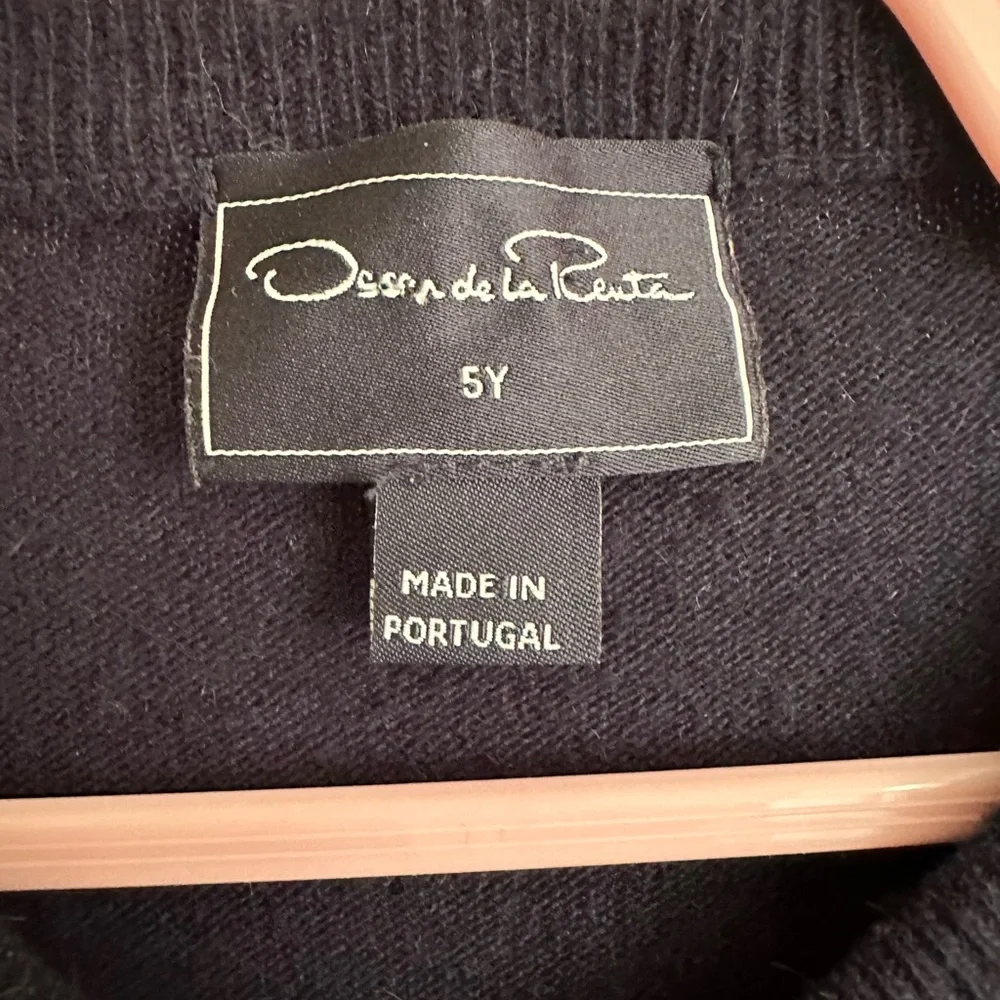 Oscar de la Renta
5Y
MADE IN
PORTUGAL